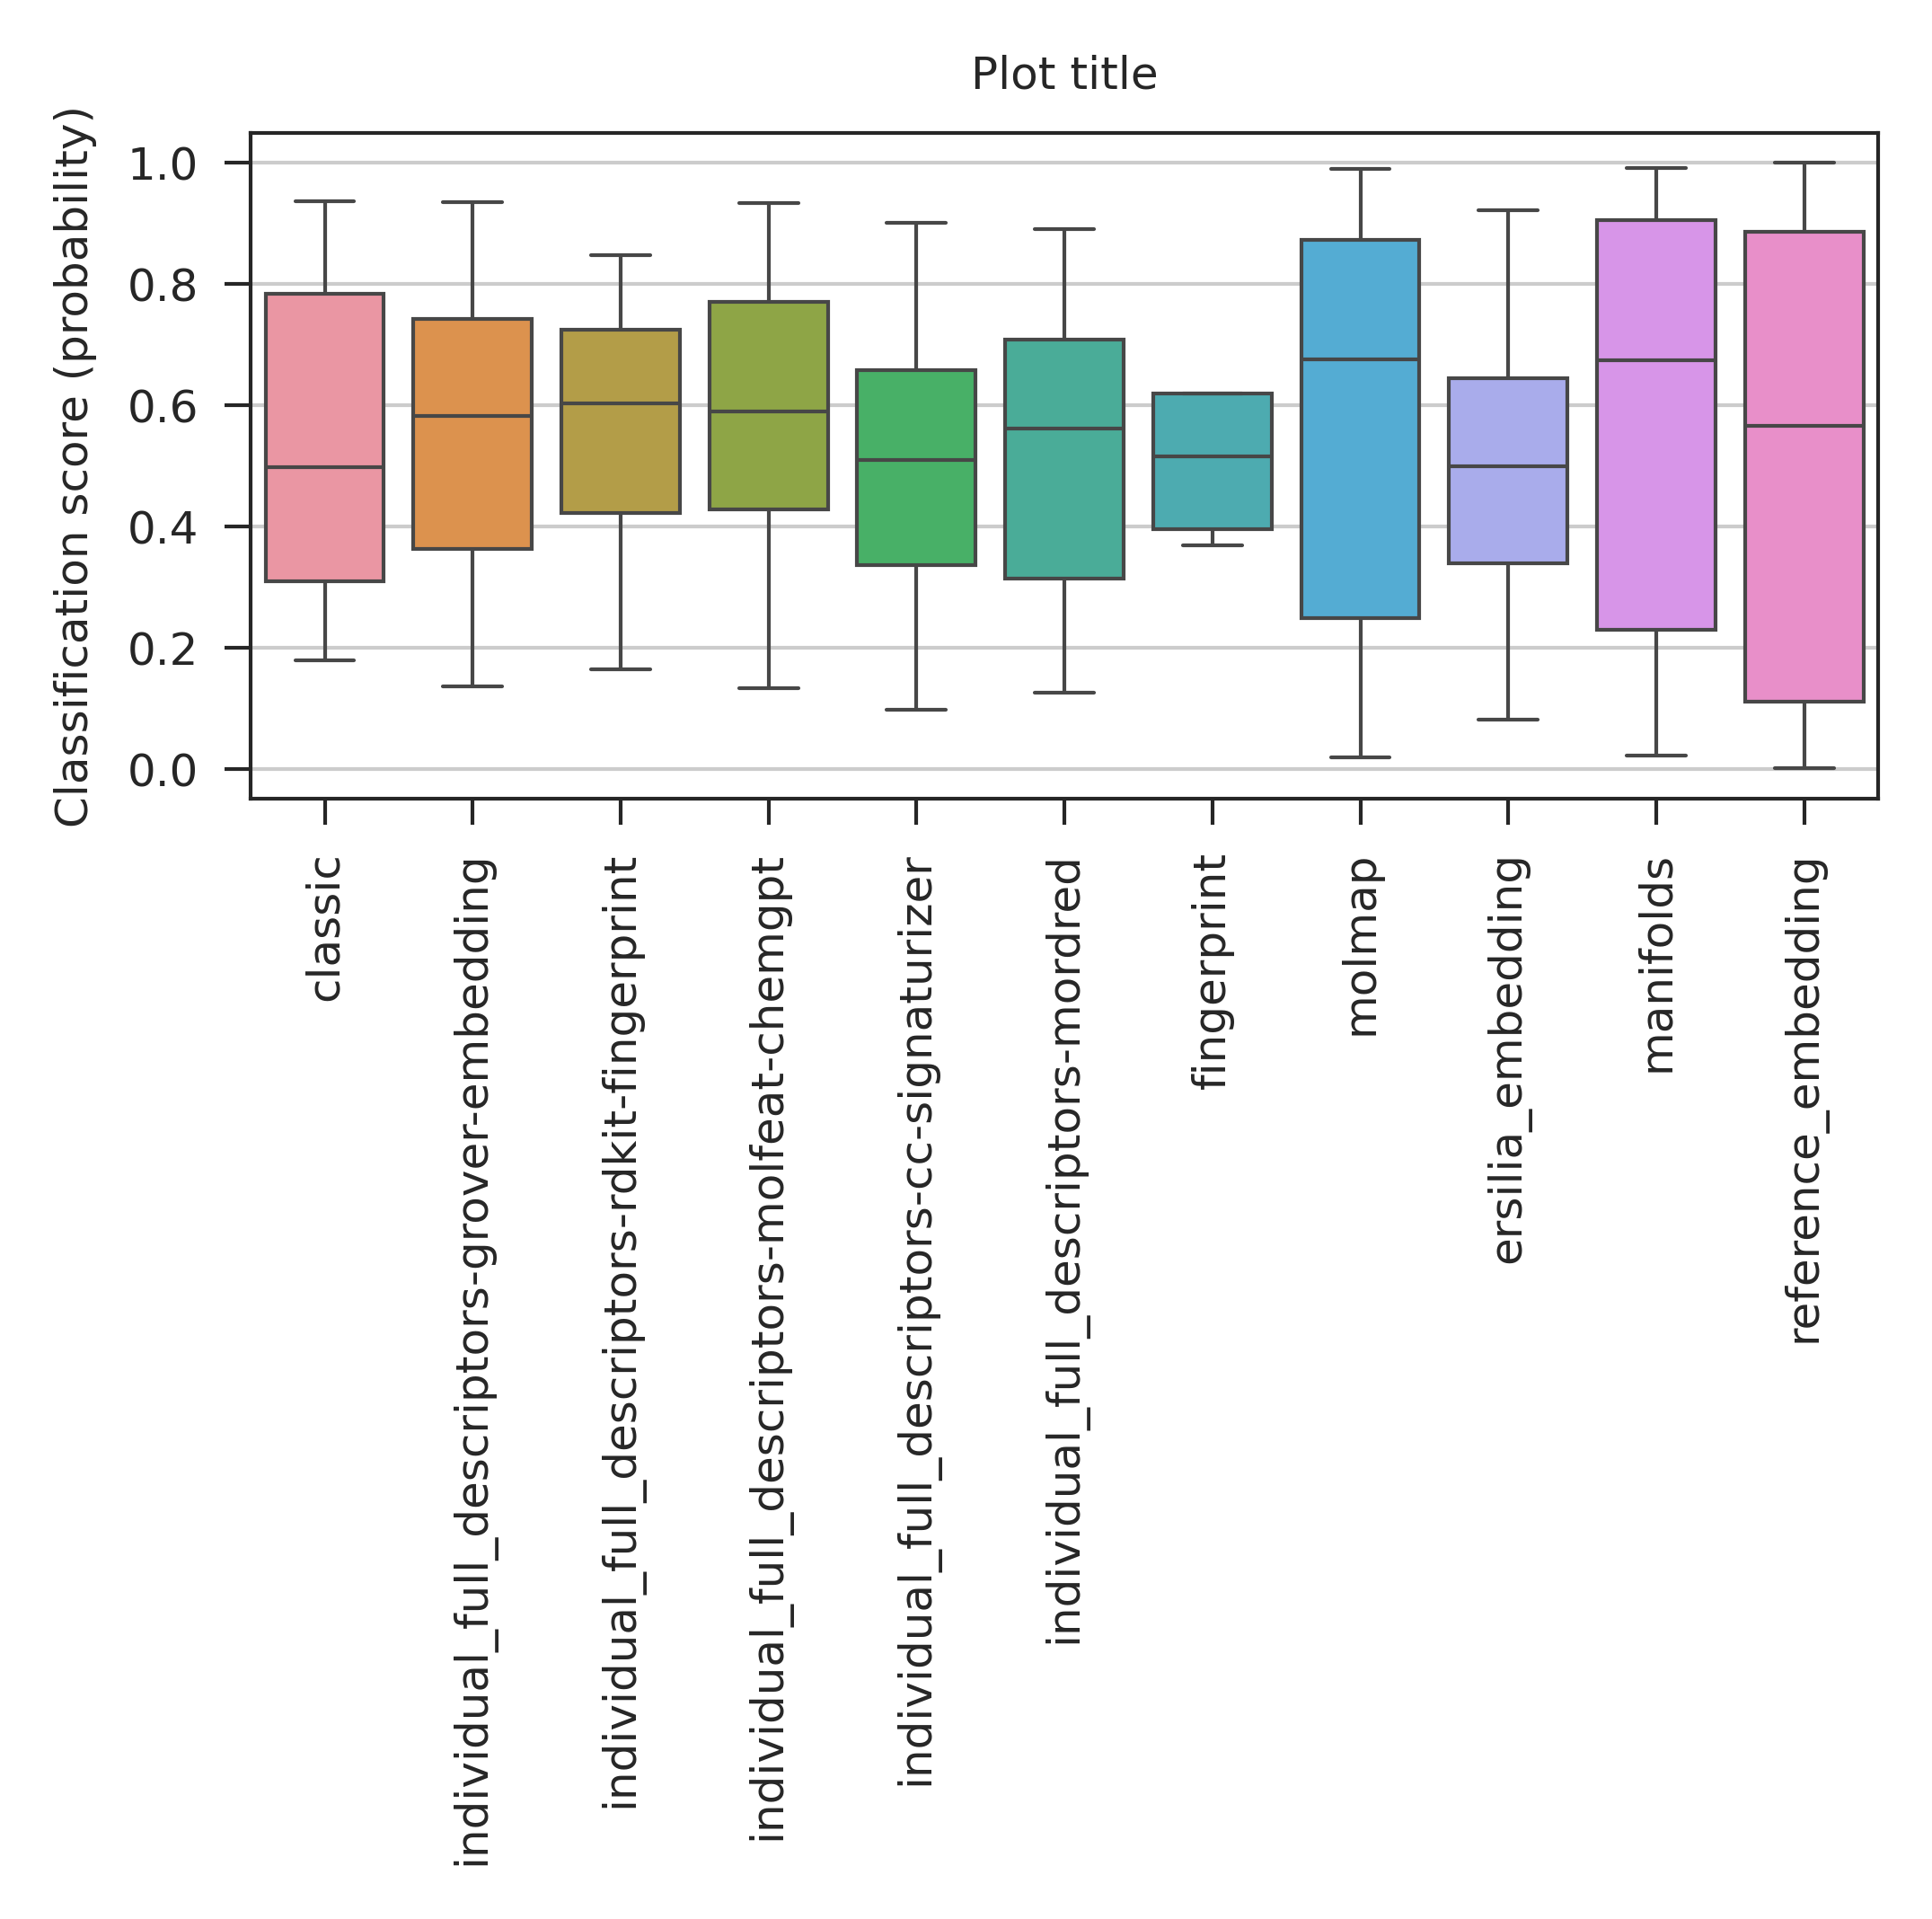 Plot title
Classification score (probability)
1.0
0.8
0.6
0.4
0.2
0.0
classic
individual_full_descriptors-grover-embedding
individual_full_descriptors-rdkit-fingerprint
individual_full_descriptors-molfeat-chemgpt
individual_full_descriptors-cc-signaturizer
individual_full_descriptors-mordred
fingerprint
molmap
ersilia_embedding
manifolds
reference_embedding